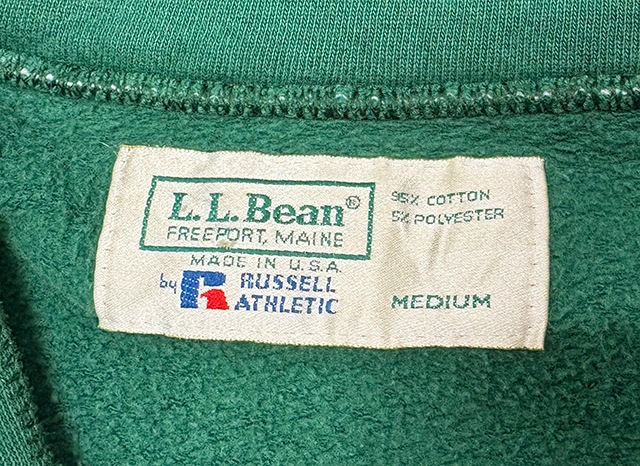 L.L.Bean®
FREEPORT, MAINE
MADE IN U.S.A.
by RUSSELL
ATHLETIC
95% COTTON
5% POLYESTER
MEDIUM